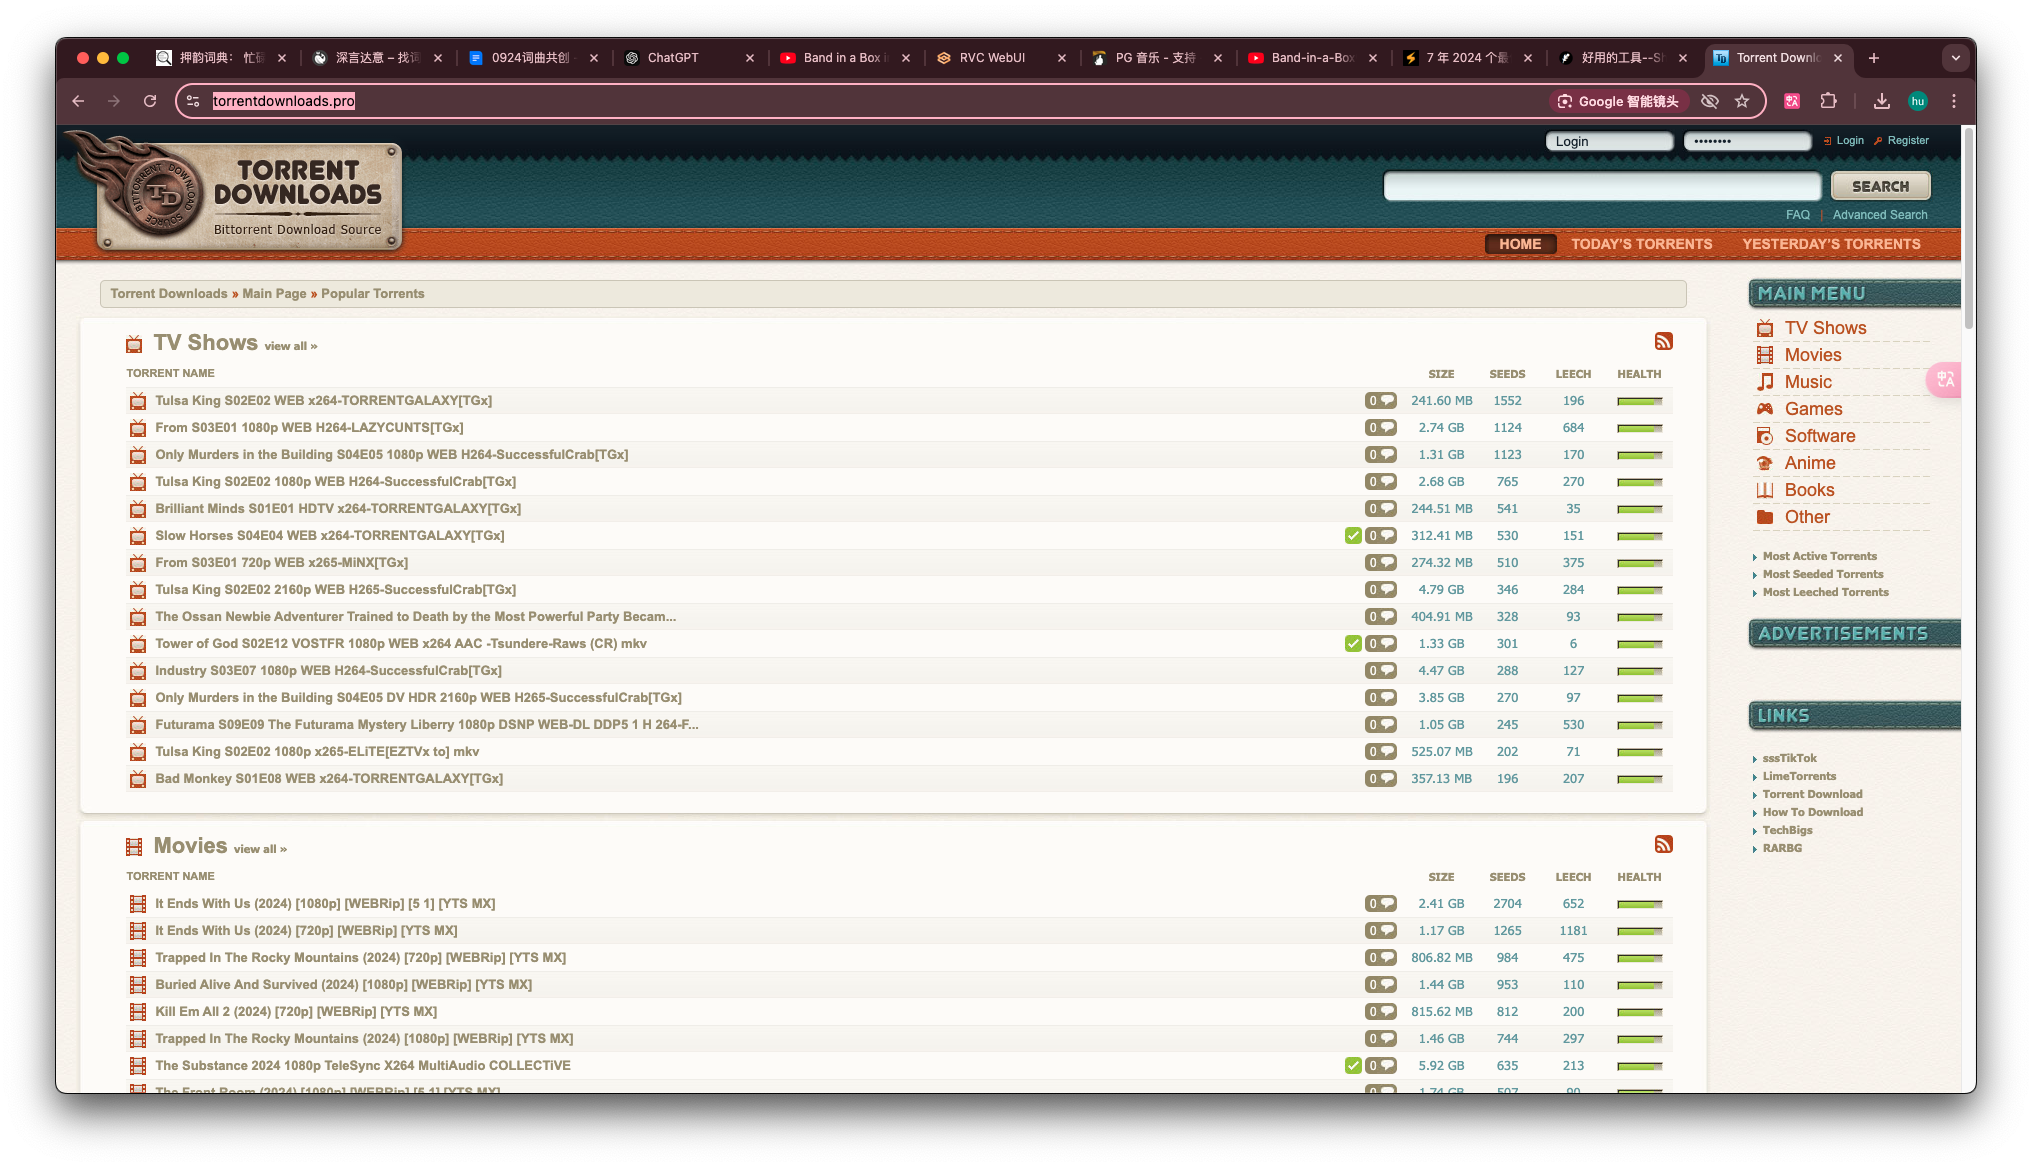 押韵词典： 忙
深言达意 – 找词
0924词曲共创
ChatGPT
Band in a Box i
RVC WebUI
PG 音乐 - 支持
Band-in-a-Box
7 年 2024 个最
好用的工具--Sh
Torrent Downlo
torrentdownloads.pro
Google 智能镜头
hu
Login
••••••••
Login Register
TORRENT DOWNLOADS
Bittorrent Download Source
BITTORRENT DOWNLOAD SOURCE
TD
SEARCH
FAQ | Advanced Search
HOME TODAY'S TORRENTS YESTERDAY'S TORRENTS
Torrent Downloads » Main Page » Popular Torrents
TV Shows view all »
TORRENT NAME SIZE SEEDS LEECH HEALTH
Tulsa King S02E02 WEB x264-TORRENTGALAXY[TGx] 0 241.60 MB 1552 196
From S03E01 1080p WEB H264-LAZYCUNTS[TGx] 0 2.74 GB 1124 684
Only Murders in the Building S04E05 1080p WEB H264-SuccessfulCrab[TGx] 0 1.31 GB 1123 170
Tulsa King S02E02 1080p WEB H264-SuccessfulCrab[TGx] 0 2.68 GB 765 270
Brilliant Minds S01E01 HDTV x264-TORRENTGALAXY[TGx] 0 244.51 MB 541 35
Slow Horses S04E04 WEB x264-TORRENTGALAXY[TGx] 0 312.41 MB 530 151
From S03E01 720p WEB x265-MiNX[TGx] 0 274.32 MB 510 375
Tulsa King S02E02 2160p WEB H265-SuccessfulCrab[TGx] 0 4.79 GB 346 284
The Ossan Newbie Adventurer Trained to Death by the Most Powerful Party Becam... 0 404.91 MB 328 93
Tower of God S02E12 VOSTFR 1080p WEB x264 AAC -Tsundere-Raws (CR) mkv 0 1.33 GB 301 6
Industry S03E07 1080p WEB H264-SuccessfulCrab[TGx] 0 4.47 GB 288 127
Only Murders in the Building S04E05 DV HDR 2160p WEB H265-SuccessfulCrab[TGx] 0 3.85 GB 270 97
Futurama S09E09 The Futurama Mystery Liberry 1080p DSNP WEB-DL DDP5 1 H 264-F... 0 1.05 GB 245 530
Tulsa King S02E02 1080p x265-ELiTE[EZTVx to] mkv 0 525.07 MB 202 71
Bad Monkey S01E08 WEB x264-TORRENTGALAXY[TGx] 0 357.13 MB 196 207
Movies view all »
TORRENT NAME SIZE SEEDS LEECH HEALTH
It Ends With Us (2024) [1080p] [WEBRip] [5 1] [YTS MX] 0 2.41 GB 2704 652
It Ends With Us (2024) [720p] [WEBRip] [YTS MX] 0 1.17 GB 1265 1181
Trapped In The Rocky Mountains (2024) [720p] [WEBRip] [YTS MX] 0 806.82 MB 984 475
Buried Alive And Survived (2024) [1080p] [WEBRip] [YTS MX] 0 1.44 GB 953 110
Kill Em All 2 (2024) [720p] [WEBRip] [YTS MX] 0 815.62 MB 812 200
Trapped In The Rocky Mountains (2024) [1080p] [WEBRip] [YTS MX] 0 1.46 GB 744 297
The Substance 2024 1080p TeleSync X264 MultiAudio COLLECTiVE 0 5.92 GB 635 213
The Front Room (2024) [1080p] [WEBRip] [5 1] [YTS MX] 0 1.74 GB 597 90
MAIN MENU
TV Shows
Movies
Music
Games
Software
Anime
Books
Other
Most Active Torrents
Most Seeded Torrents
Most Leeched Torrents
ADVERTISEMENTS
LINKS
sssTikTok
LimeTorrents
Torrent Download
How To Download
TechBigs
RARBG